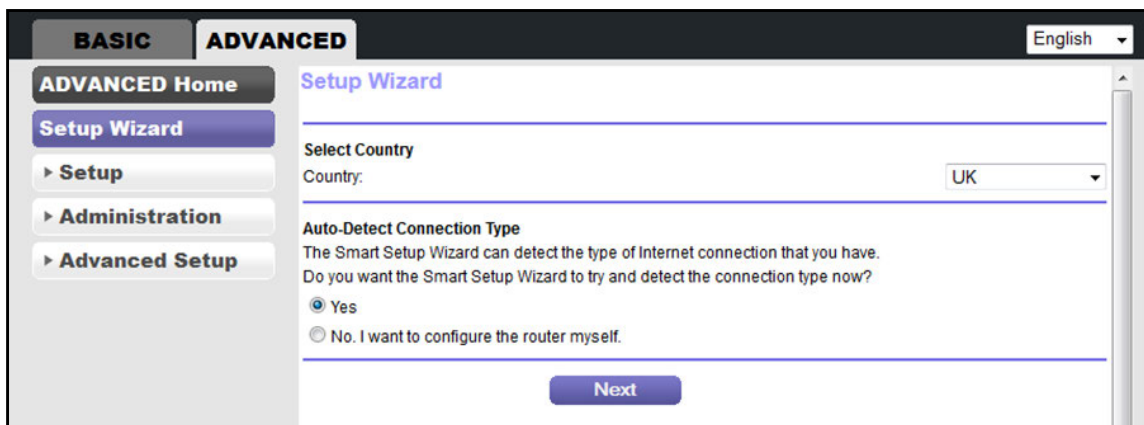 BASIC
ADVANCED
English
ADVANCED Home
Setup Wizard
Setup
Administration
Advanced Setup
Setup Wizard
Select Country
Country:
UK
Auto-Detect Connection Type
The Smart Setup Wizard can detect the type of Internet connection that you have.
Do you want the Smart Setup Wizard to try and detect the connection type now?
Yes
No. I want to configure the router myself.
Next